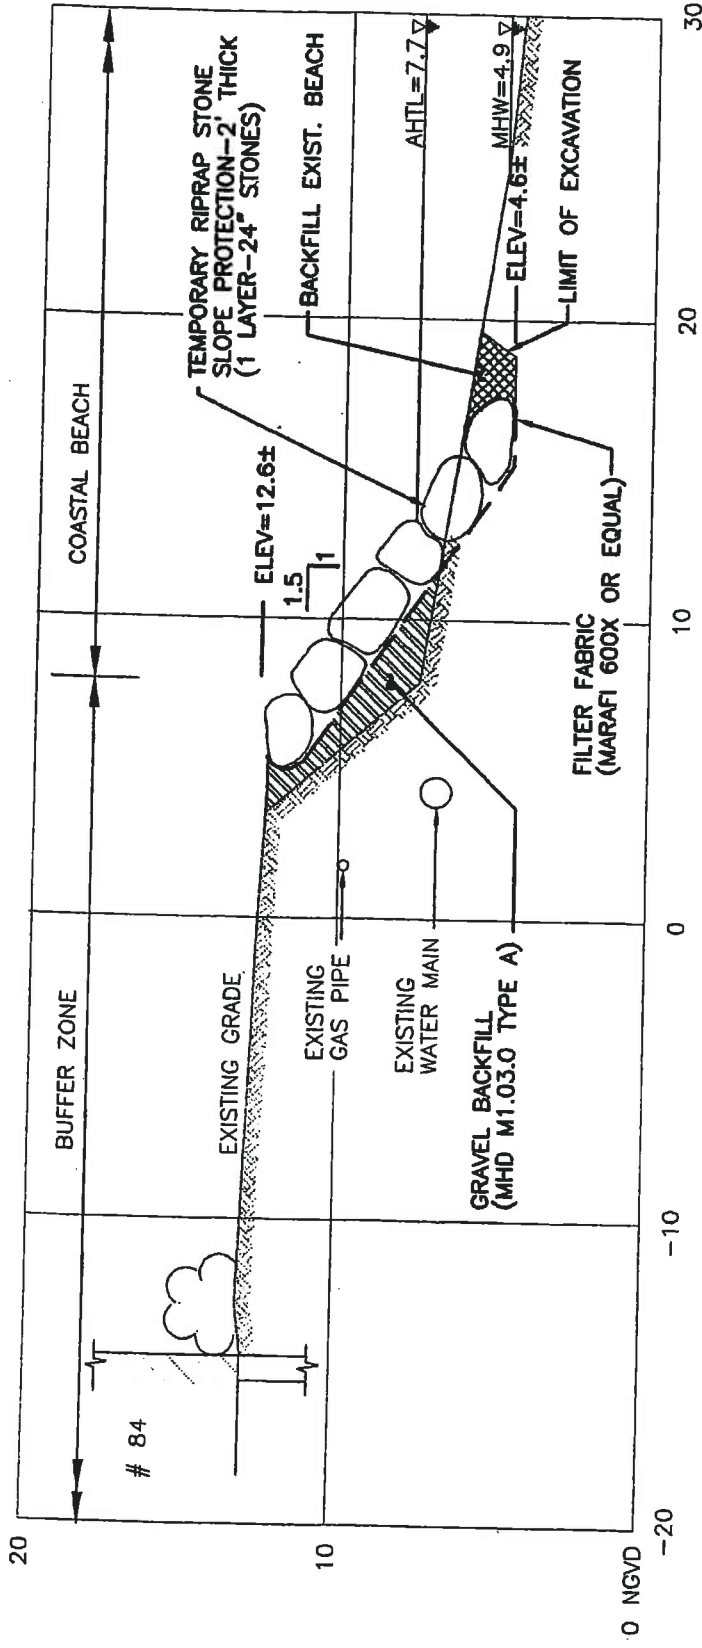 BUFFER ZONE
COASTAL BEACH
20
10
0 NGVD
-20
-10
0
10
20
30
# 84
EXISTING GRADE
EXISTING
GAS PIPE
EXISTING
WATER MAIN
GRAVEL BACKFILL
(MHD M1.03.0 TYPE A)
ELEV=12.6±
1.5
1
TEMPORARY RIPRAP STONE
SLOPE PROTECTION-2' THICK
(1 LAYER-24" STONES)
BACKFILL EXIST. BEACH
AHTL=7.7
MHW=4.9
ELEV=4.6±
LIMIT OF EXCAVATION
FILTER FABRIC
(MARAFI 600X OR EQUAL)